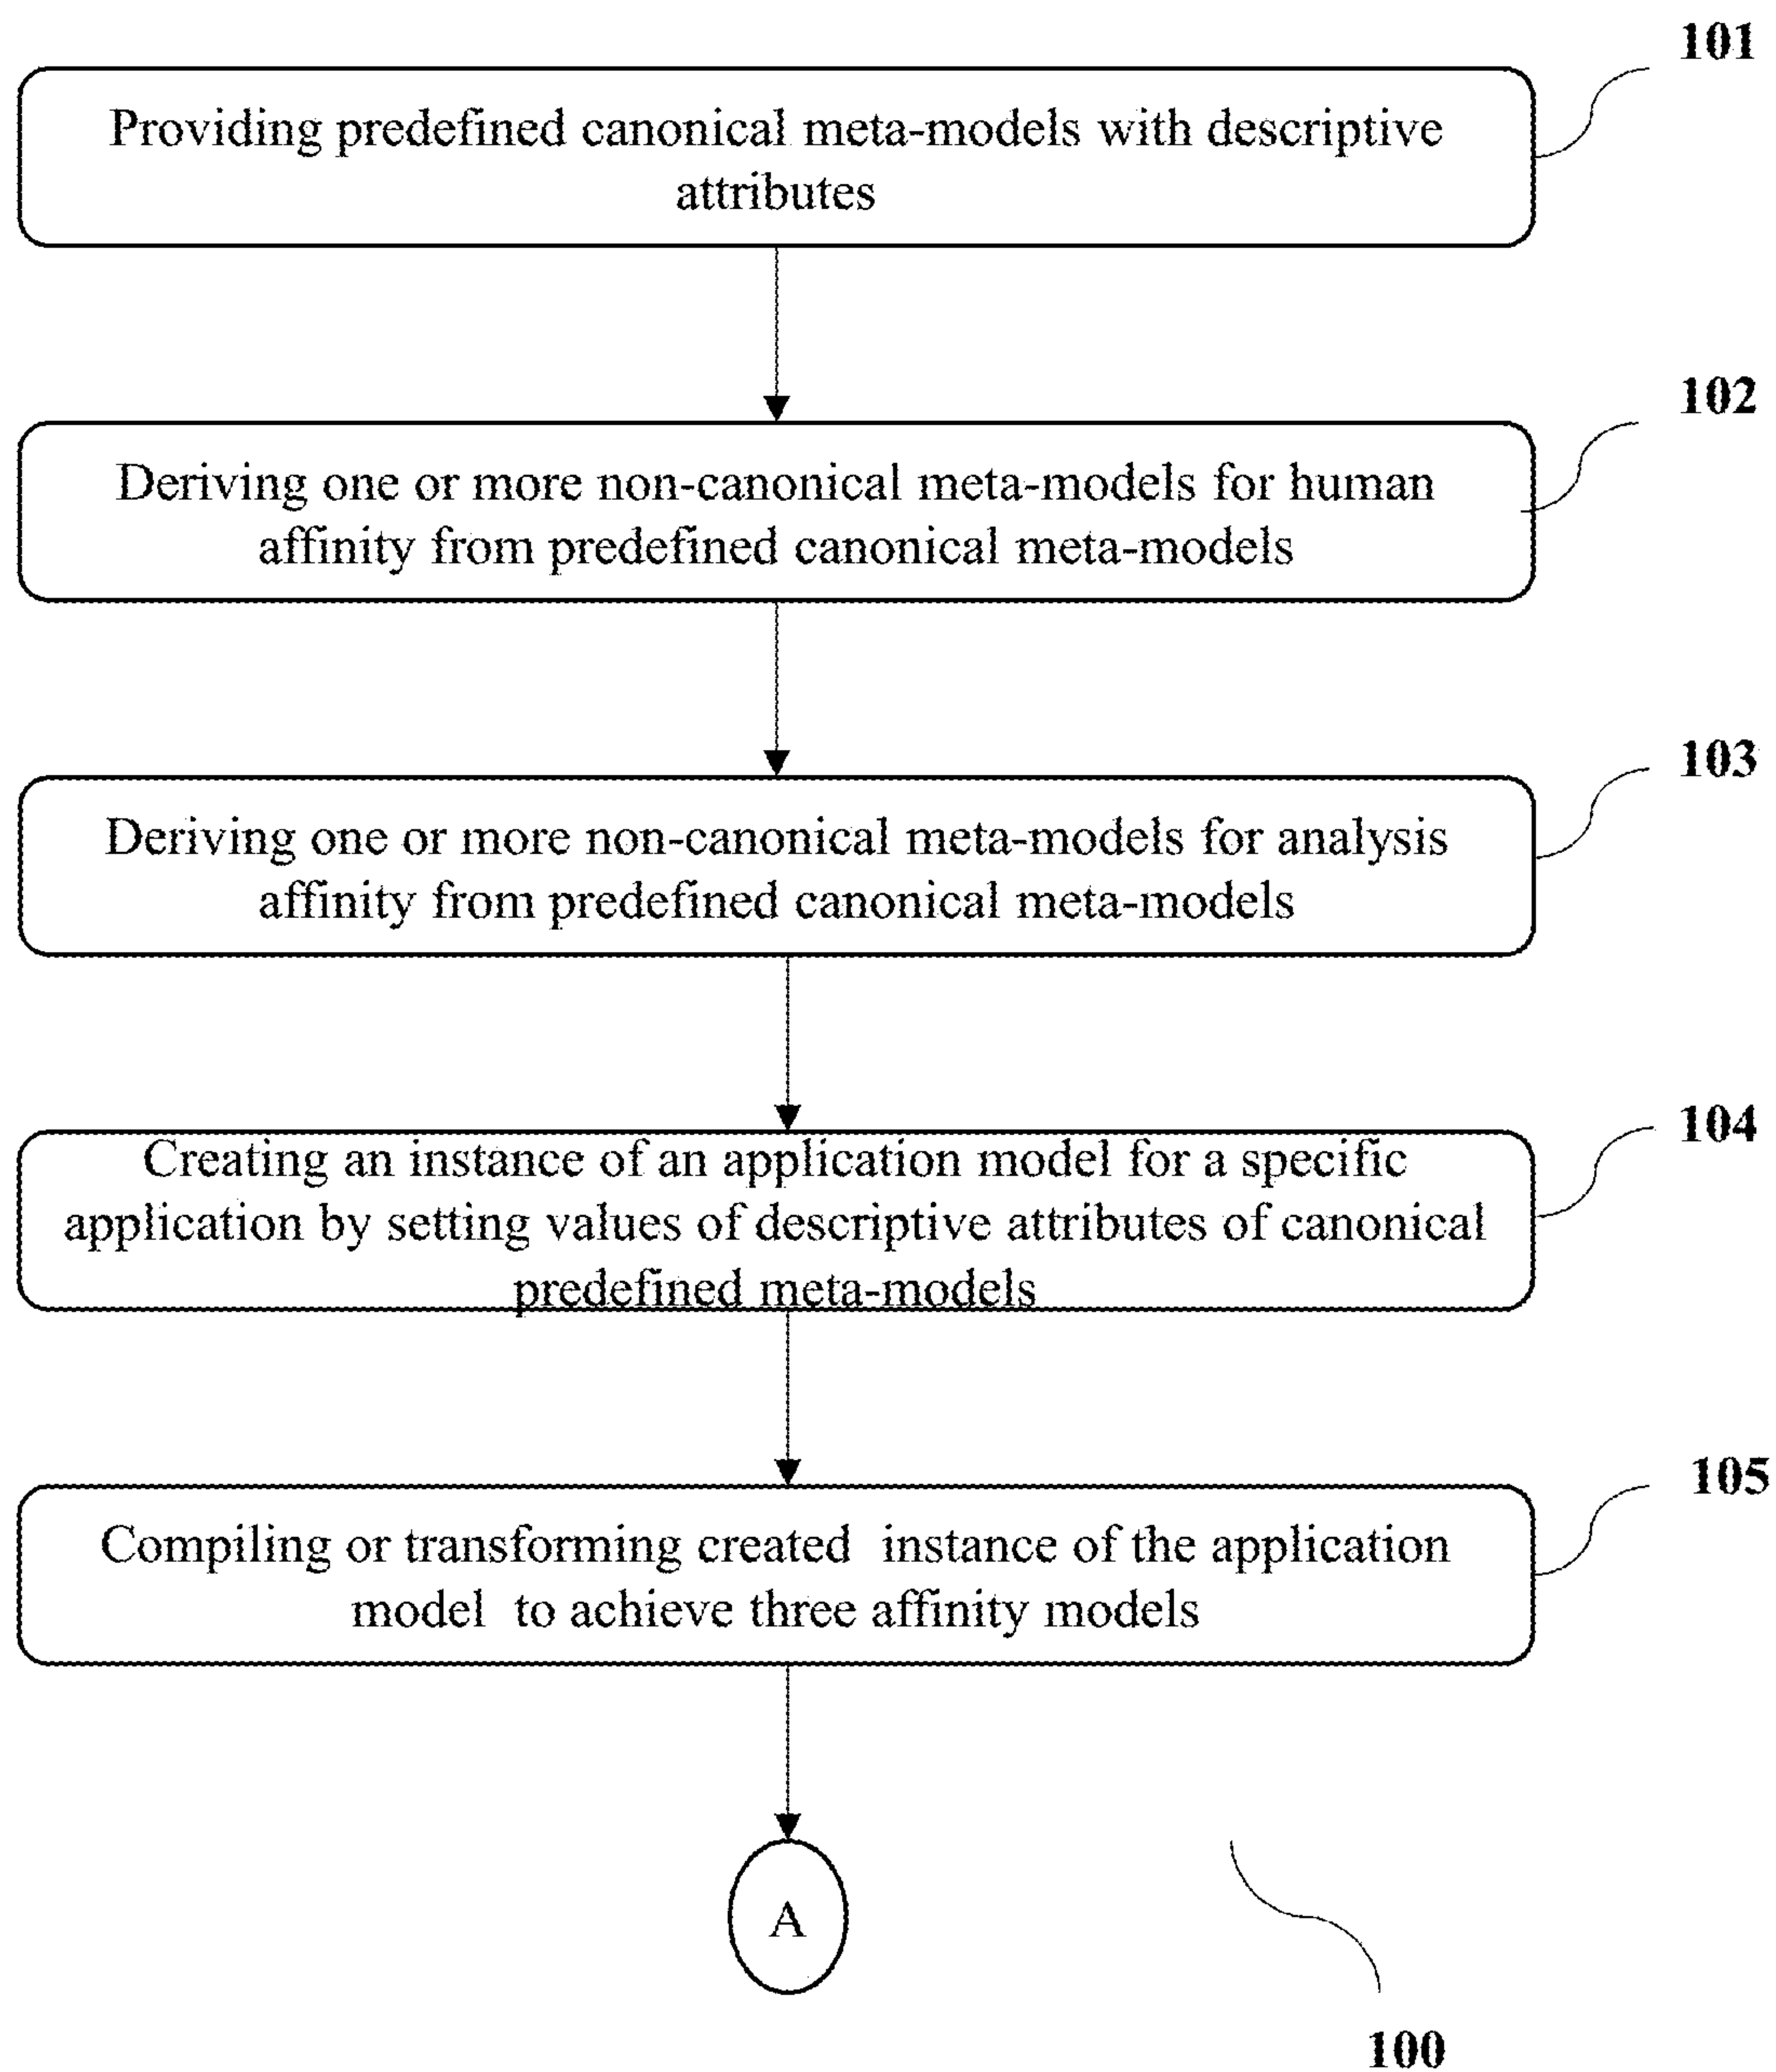 101
Providing predefined canonical meta-models with descriptive
attributes
102
Deriving one or more non-canonical meta-models for human
affinity from predefined canonical meta-models
103
Deriving one or more non-canonical meta-models for analysis
affinity from predefined canonical meta-models
104
Creating an instance of an application model for a specific
application by setting values of descriptive attributes of canonical
predefined meta-models
105
Compiling or transforming created instance of the application
model to achieve three affinity models
A
100